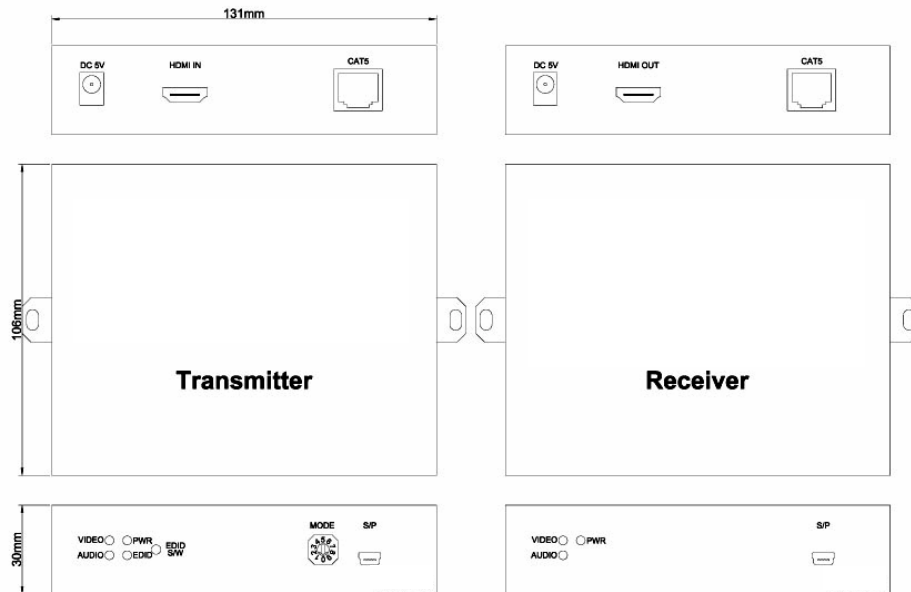 131mm
DC 5V HDMI IN CAT5
DC 5V HDMI OUT CAT5
106mm
Transmitter
Receiver
30mm
MODE S/P
VIDEO PWR
AUDIO EDID
EDID
S/W
S/P
VIDEO PWR
AUDIO